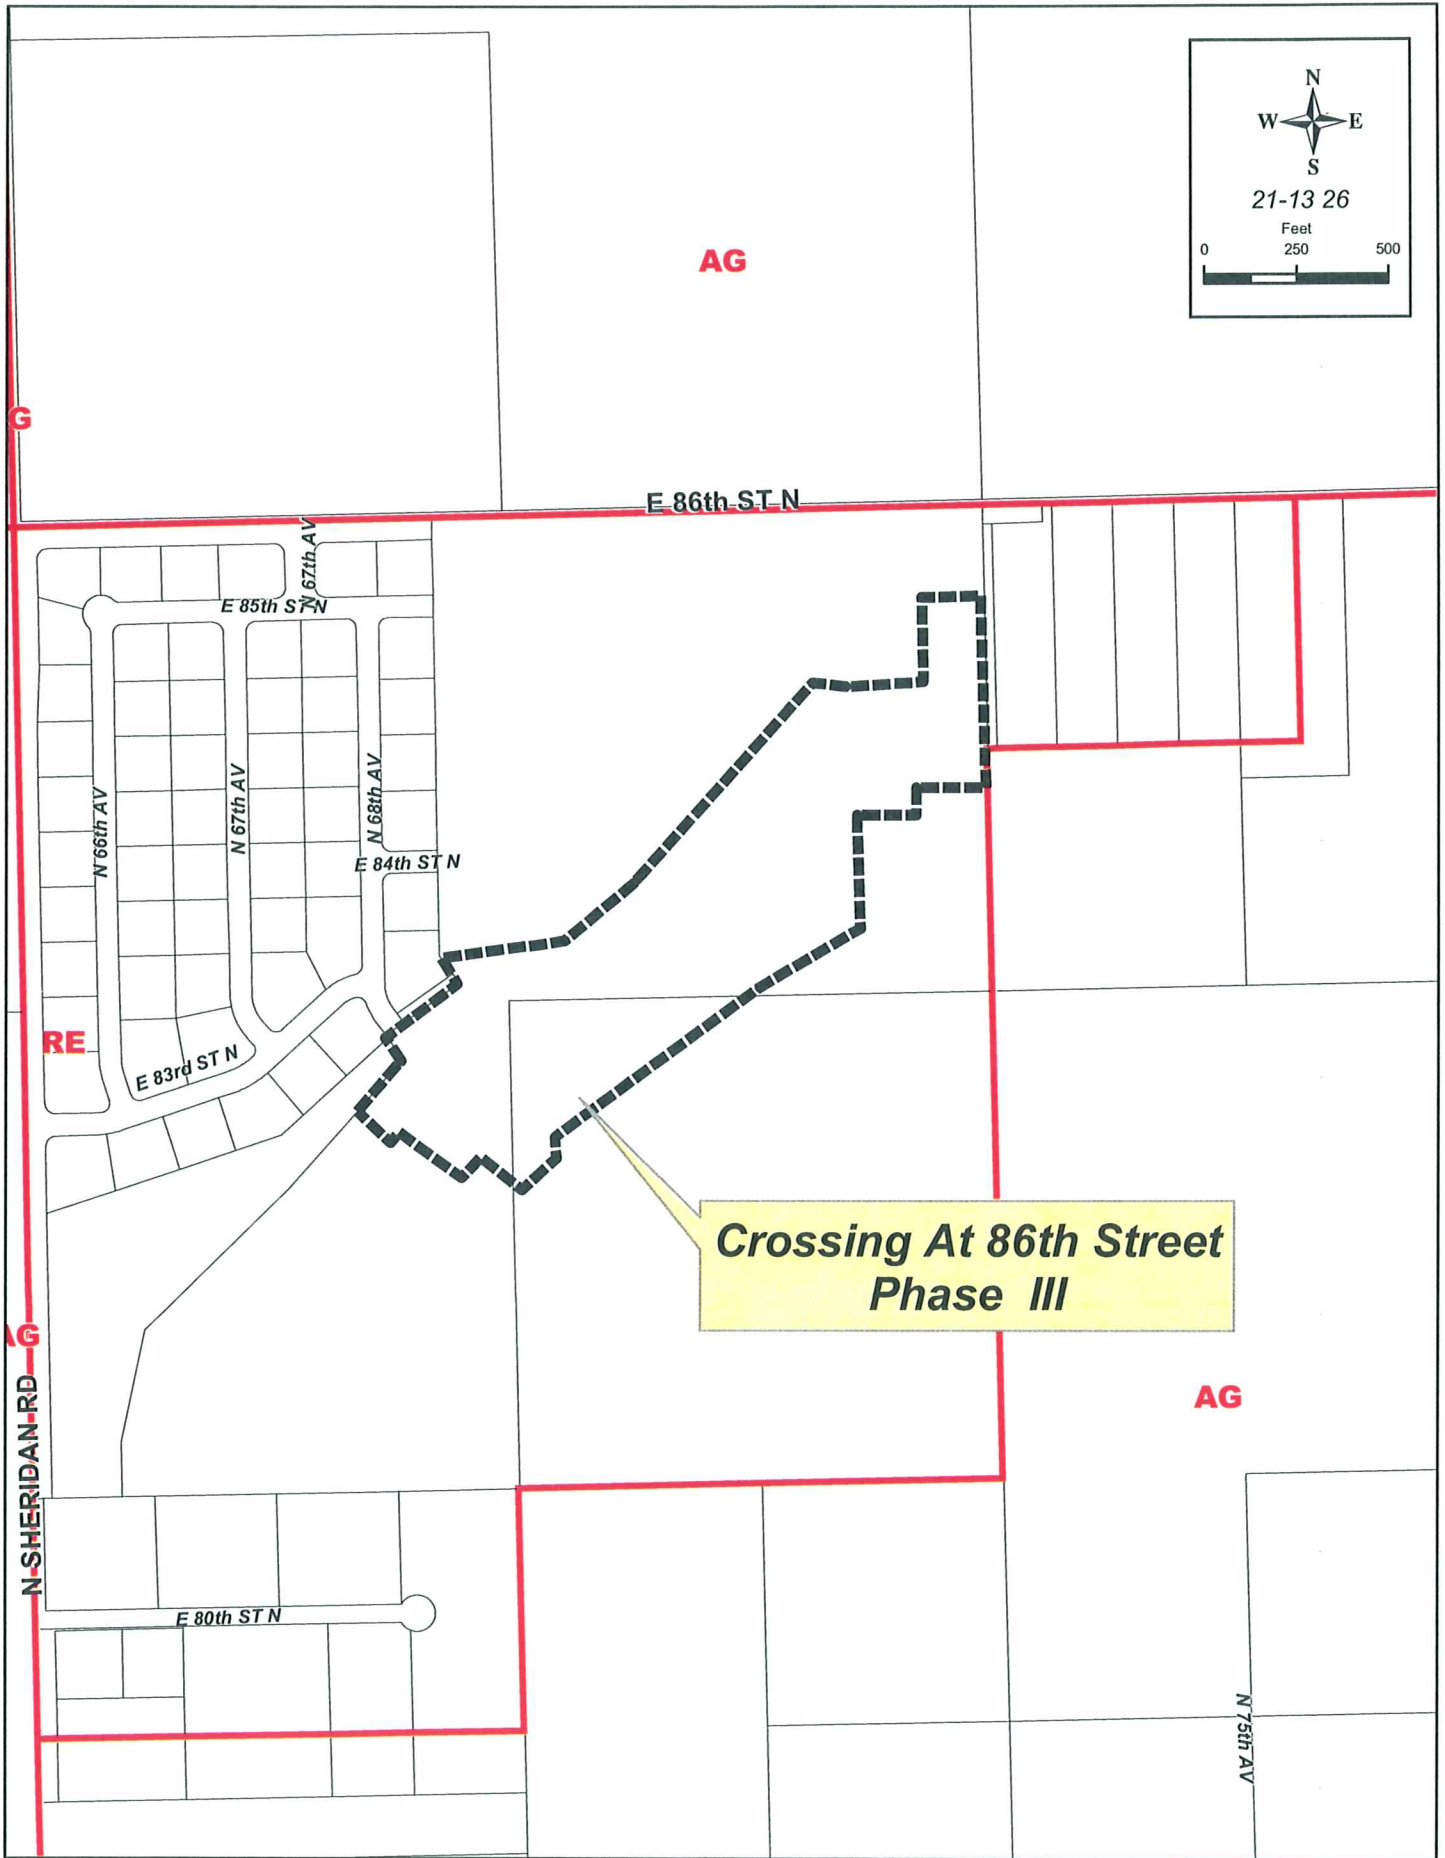 N
W E
S
21-13 26
Feet
0 250 500
AG
G
E 86th ST N
N 67th AV
E 85th ST N
N 66th AV
N 67th AV
N 68th AV
E 84th ST N
RE
E 83rd ST N
Crossing At 86th Street
Phase III
AG
AG
N SHERIDAN RD
E 80th ST N
N 75th AV